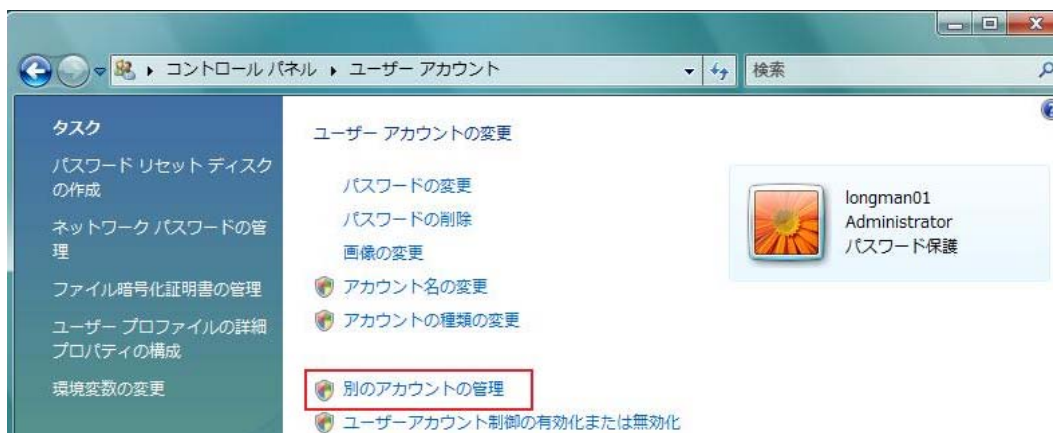 コントロール パネル ▸ ユーザー アカウント
検索
タスク
パスワード リセット ディスク
の作成
ネットワーク パスワードの管
理
ファイル暗号化証明書の管理
ユーザー プロファイルの詳細
プロパティの構成
環境変数の変更
ユーザー アカウントの変更
パスワードの変更
パスワードの削除
画像の変更
アカウント名の変更
アカウントの種類の変更
別のアカウントの管理
ユーザーアカウント制御の有効化または無効化
longman01
Administrator
パスワード保護